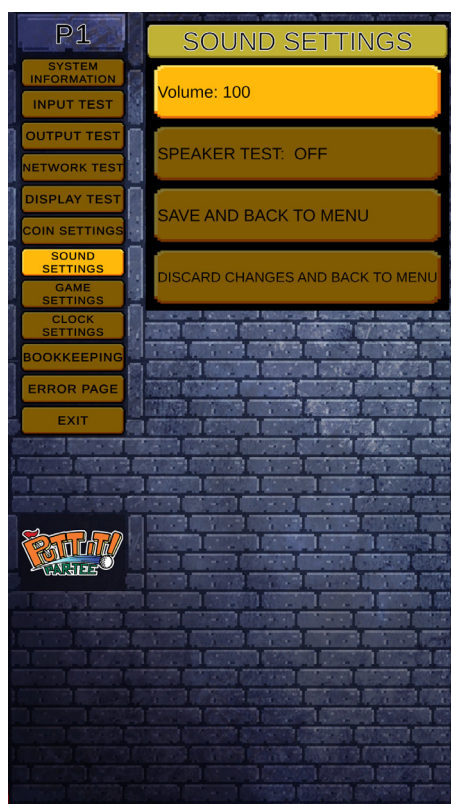 P1
SYSTEM
INFORMATION
INPUT TEST
OUTPUT TEST
NETWORK TEST
DISPLAY TEST
COIN SETTINGS
SOUND
SETTINGS
GAME
SETTINGS
CLOCK
SETTINGS
BOOKKEEPING
ERROR PAGE
EXIT
PUTT IT!
PAR-TEE
SOUND SETTINGS
Volume: 100
SPEAKER TEST: OFF
SAVE AND BACK TO MENU
DISCARD CHANGES AND BACK TO MENU